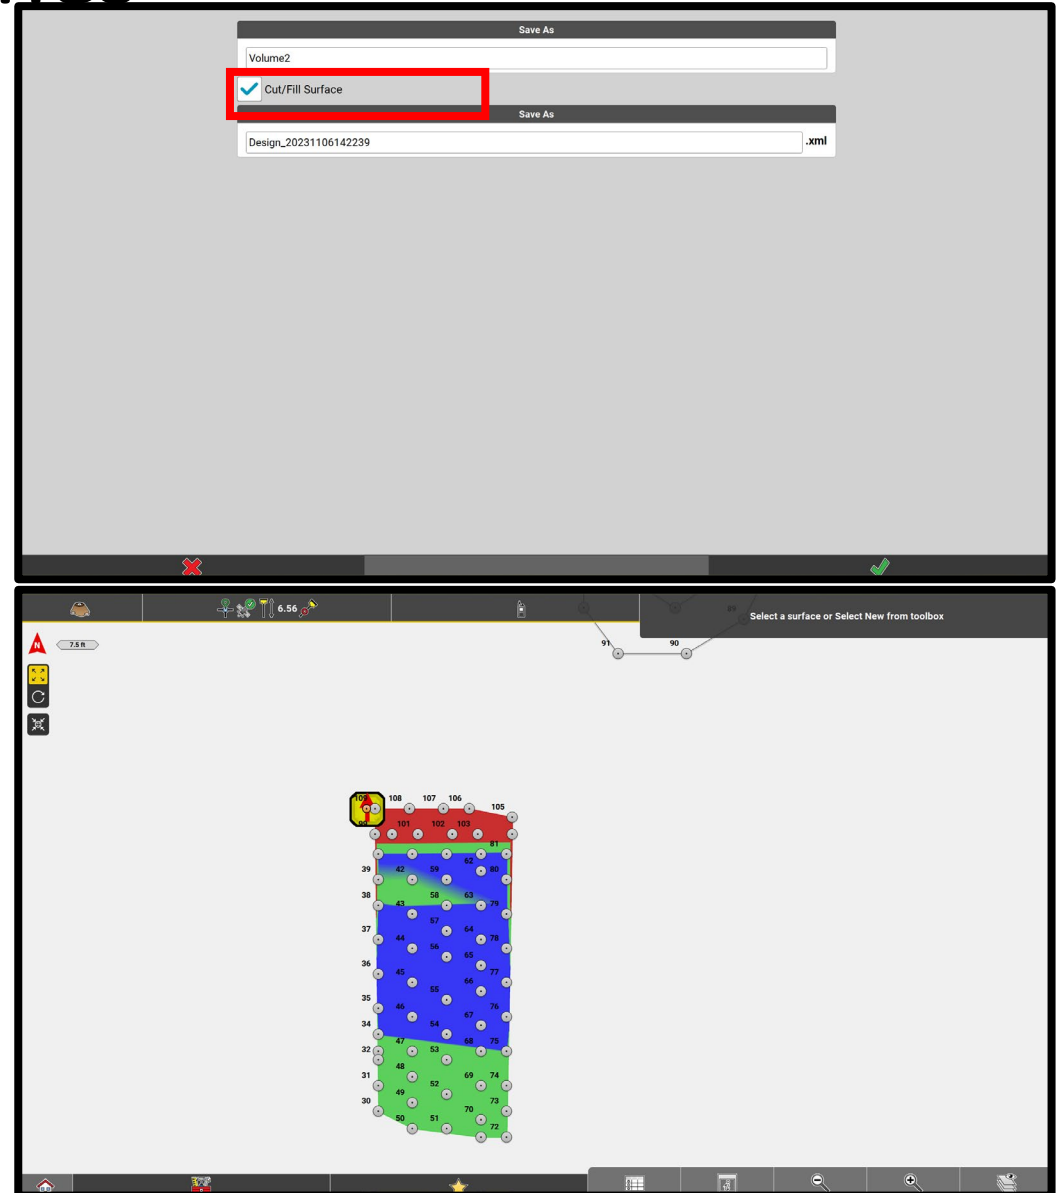 Save As
Volume2
Cut/Fill Surface
Save As
Design_20231106142239 .xml
6.56
Select a surface or Select New from toolbox
N 7.5 ft
91 90
109 108 107 106 105
99 101 102 103
81
39 42 59 62 80
38 43 58 63 79
37 44 57 64 78
36 45 56 65 77
35 46 55 66 76
34 54 67
32 47 53 68 75
31 48 52 69 74
30 49 70 73
50 51 72